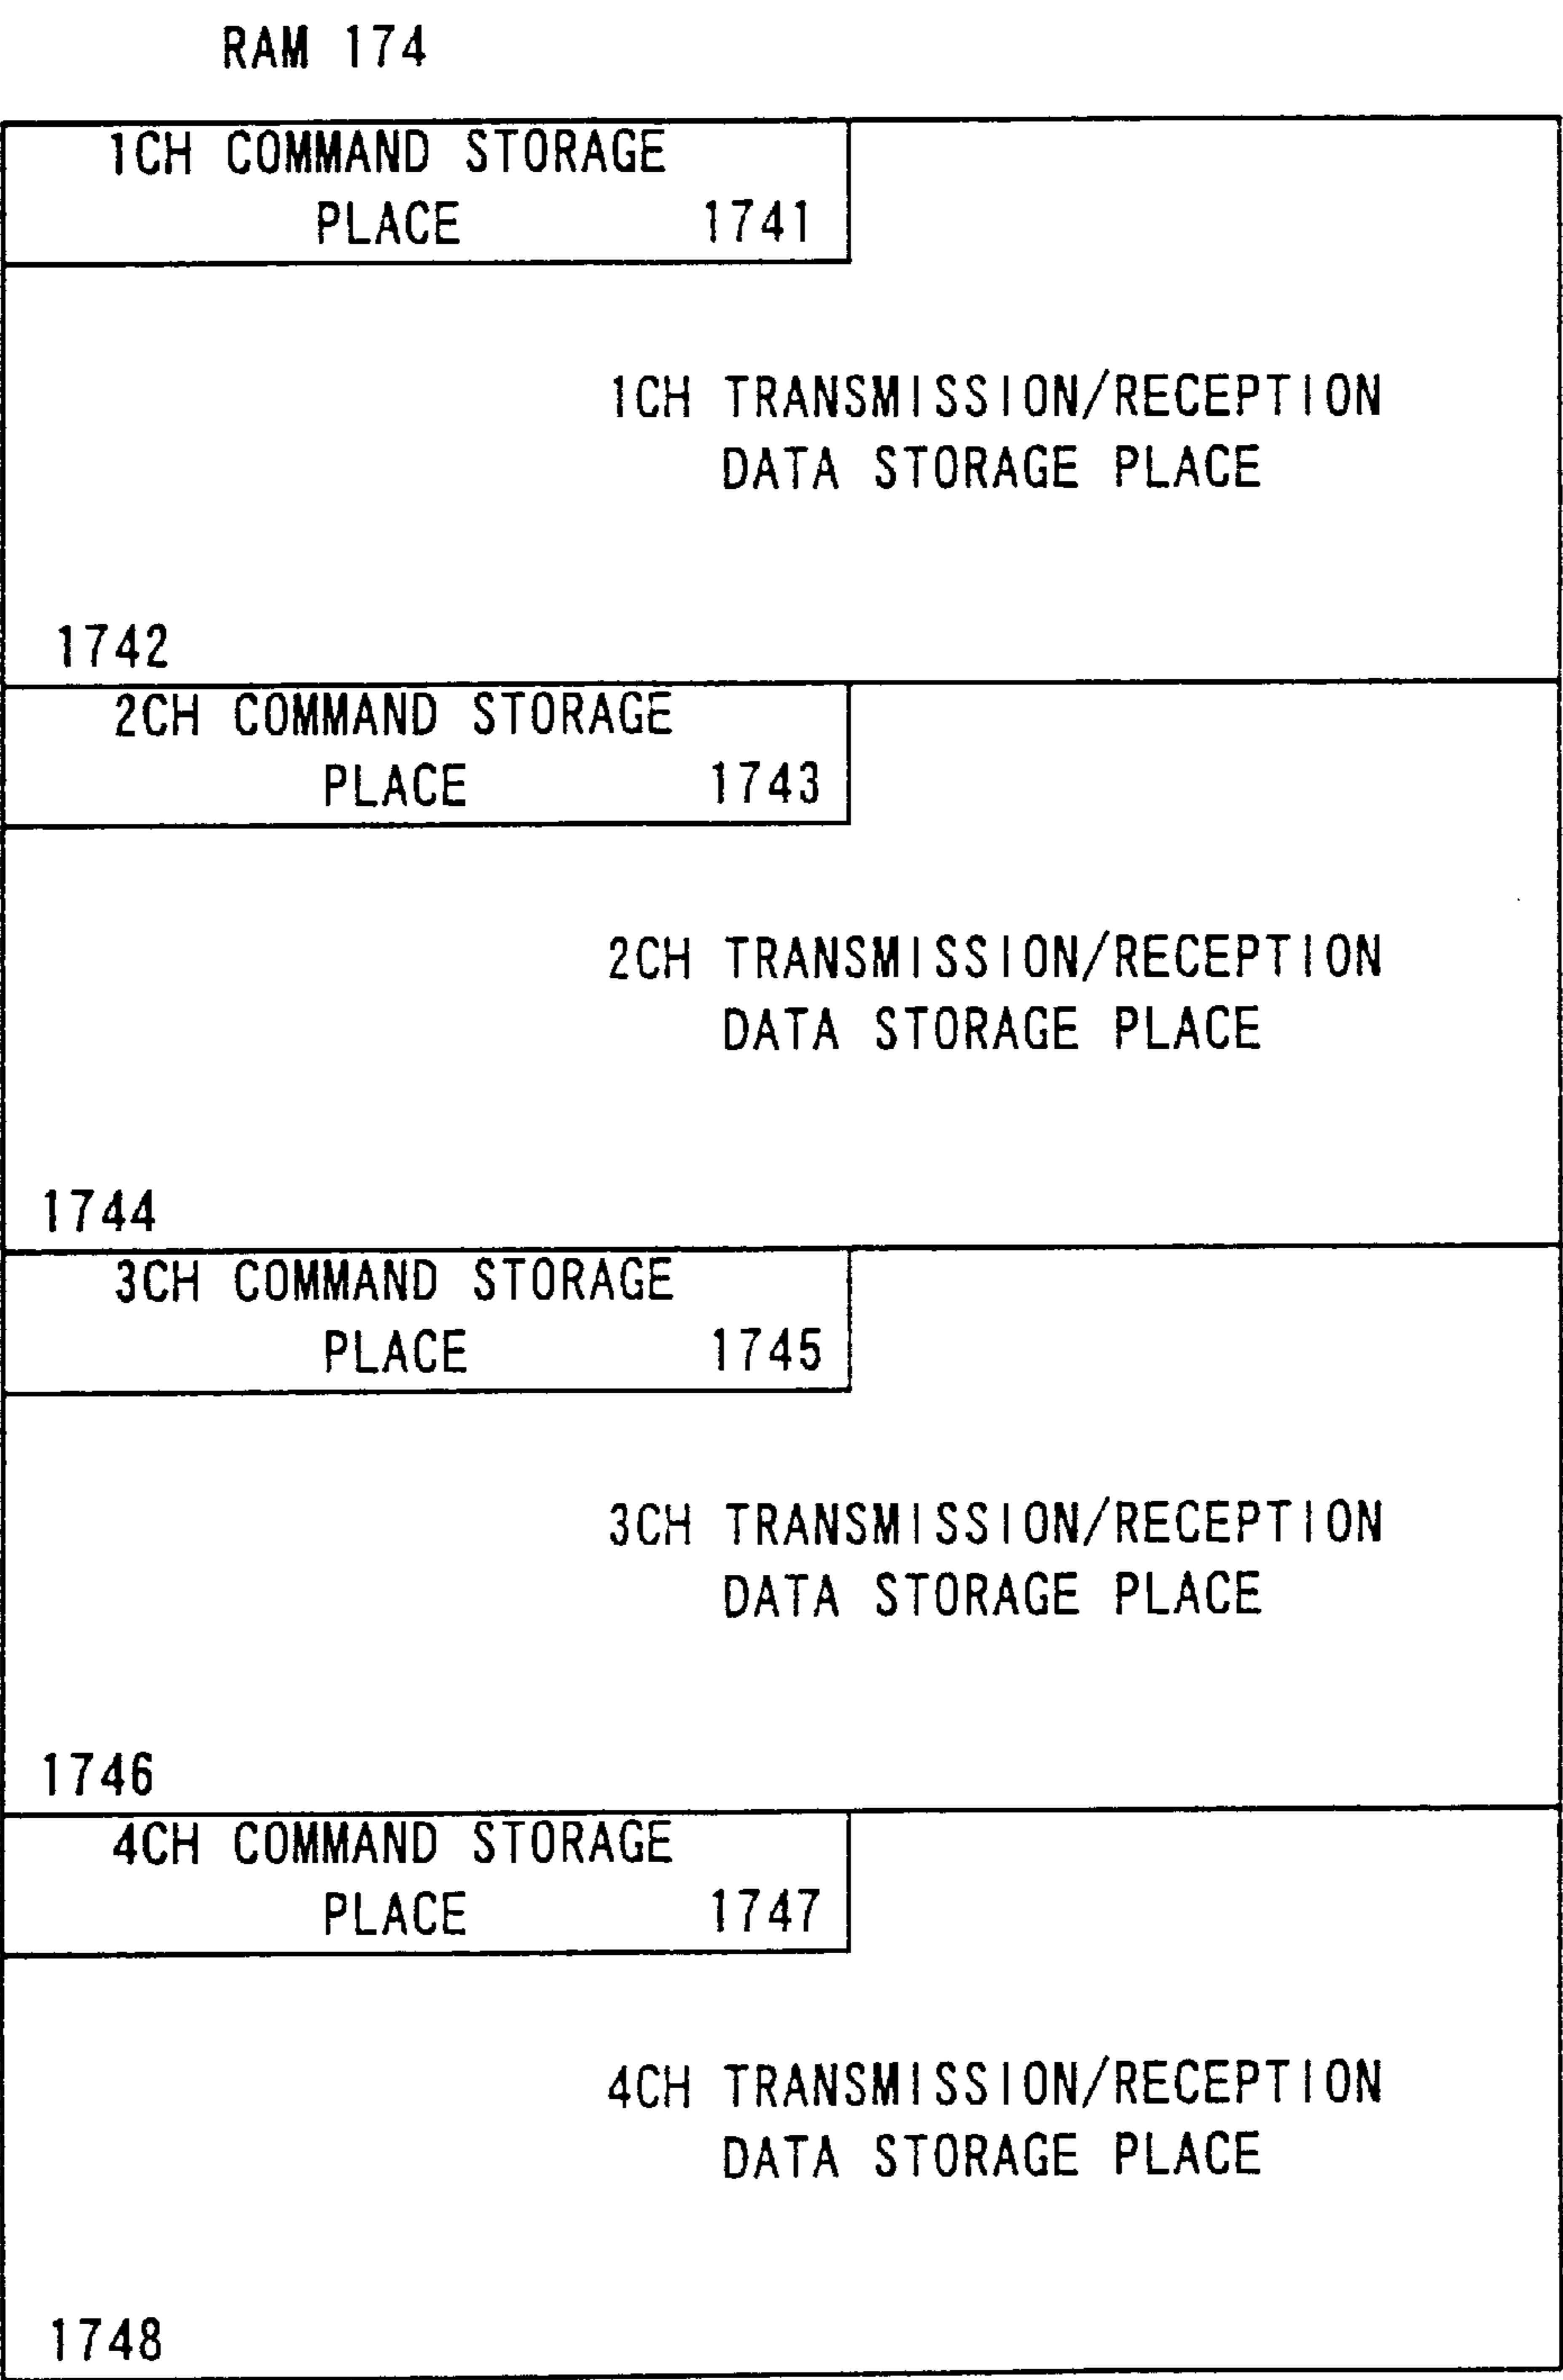 RAM 174
1CH COMMAND STORAGE
PLACE 1741
1CH TRANSMISSION/RECEPTION
DATA STORAGE PLACE
1742
2CH COMMAND STORAGE
PLACE 1743
2CH TRANSMISSION/RECEPTION
DATA STORAGE PLACE
1744
3CH COMMAND STORAGE
PLACE 1745
3CH TRANSMISSION/RECEPTION
DATA STORAGE PLACE
1746
4CH COMMAND STORAGE
PLACE 1747
4CH TRANSMISSION/RECEPTION
DATA STORAGE PLACE
1748